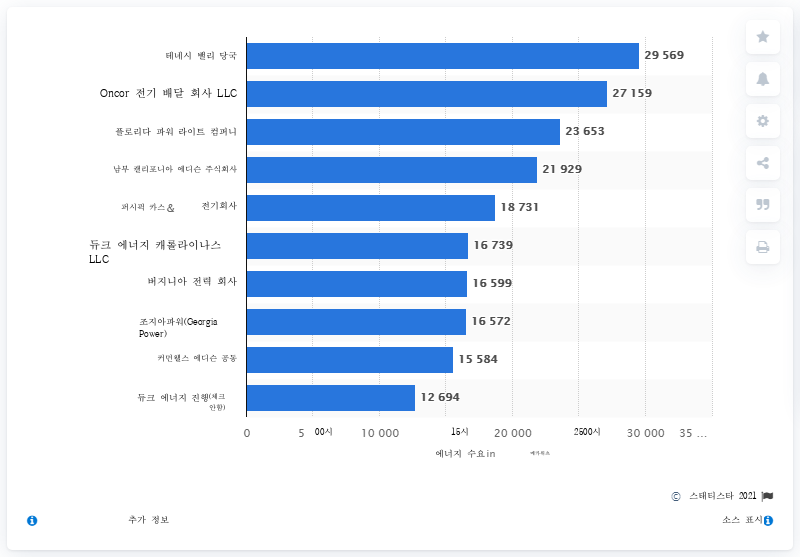 테네시 밸리 당국
29 569
Oncor 전기 배달 회사 LLC
27 159
플로리다 파워 라이트 컴퍼니
23 653
남부 캘리포니아 에디슨 주식회사
21 929
퍼시픽 가스& 전기회사
18 731
듀크 에너지 캐롤라이나스
LLC
16 739
버지니아 전력 회사
16 599
조지아파워(Georgia
Power)
16 572
커먼웰스 에디슨 공동
15 584
듀크 에너지 진행(체크
안함)
12 694
0 5 00시 10 000 15시 20 000 2500시 30 000 35 ...
에너지 수요in 메가와트
© 스태티스타 2021
추가 정보
소스 표시